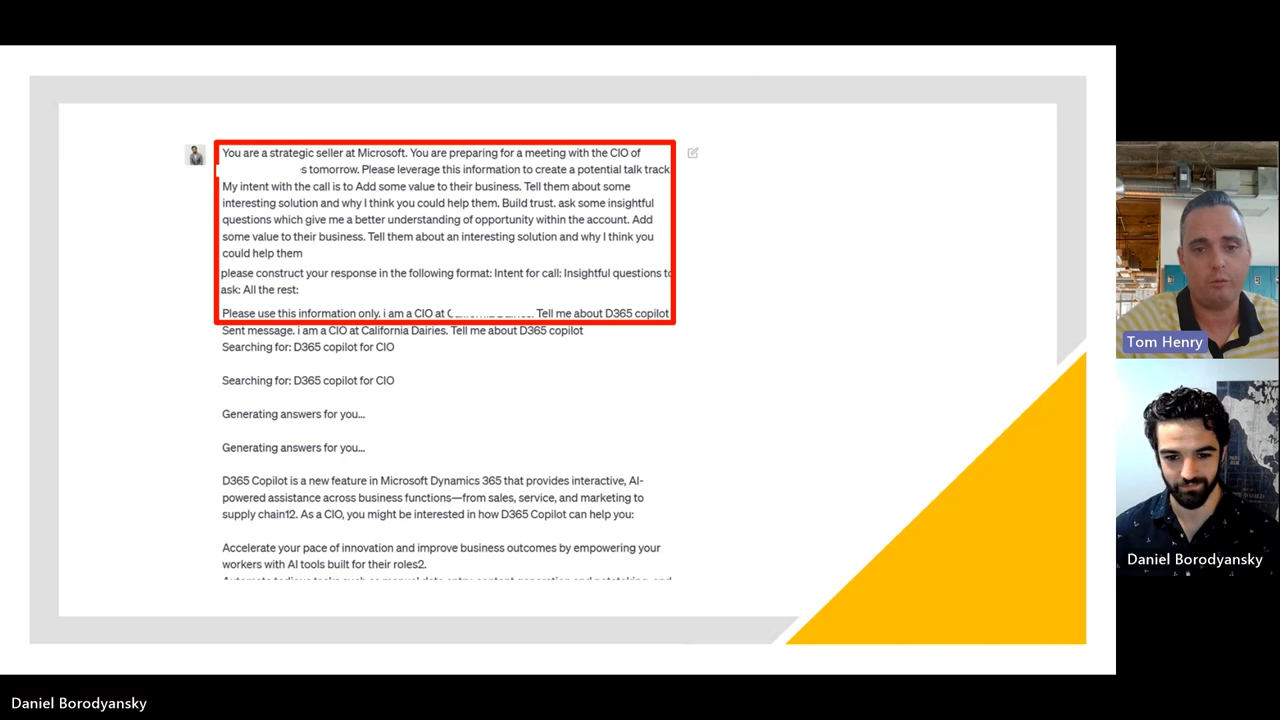 You are a strategic seller at Microsoft. You are preparing for a meeting with the CIO of
s tomorrow. Please leverage this information to create a potential talk track
My intent with the call is to Add some value to their business. Tell them about some
interesting solution and why I think you could help them. Build trust. ask some insightful
questions which give me a better understanding of opportunity within the account. Add
some value to their business. Tell them about an interesting solution and why I think you
could help them
please construct your response in the following format: Intent for call: Insightful questions to
ask: All the rest:
Please use this information only. i am a CIO at Tell me about D365 copilot
Sent message. i am a CIO at California Dairies. Tell me about D365 copilot
Searching for: D365 copilot for CIO
Searching for: D365 copilot for CIO
Generating answers for you...
Generating answers for you...
D365 Copilot is a new feature in Microsoft Dynamics 365 that provides interactive, AI-
powered assistance across business functions—from sales, service, and marketing to
supply chain12. As a CIO, you might be interested in how D365 Copilot can help you:
Accelerate your pace of innovation and improve business outcomes by empowering your
workers with AI tools built for their roles2.
Tom Henry
Daniel Borodyansky
Daniel Borodyansky